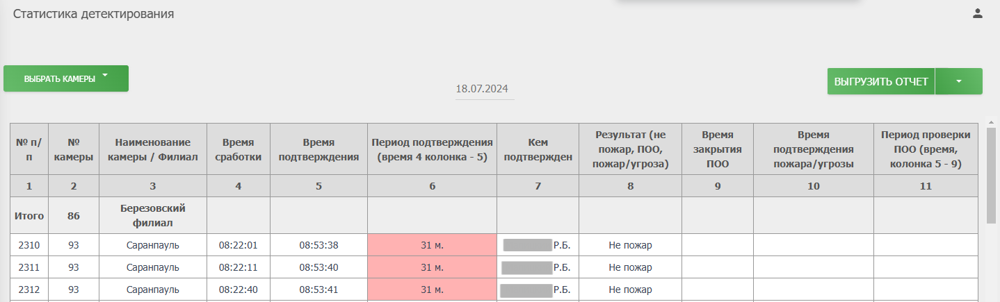 Статистика детектирования
ВЫБРАТЬ КАМЕРЫ
18.07.2024
ВЫГРУЗИТЬ ОТЧЕТ
№ п/п № камеры Наименование камеры / Филиал Время сработки Время подтверждения Период подтверждения (время 4 колонка - 5) Кем подтвержден Результат (не пожар, ПОО, пожар/угроза) Время закрытия ПОО Время подтверждения пожара/угрозы Период проверки ПОО (время, колонка 5 - 9)
1 2 3 4 5 6 7 8 9 10 11
Итого 86 Березовский филиал
2310 93 Саранпауль 08:22:01 08:53:38 31 м. Р.Б. Не пожар
2311 93 Саранпауль 08:22:11 08:53:40 31 м. Р.Б. Не пожар
2312 93 Саранпауль 08:22:40 08:53:41 31 м. Р.Б. Не пожар